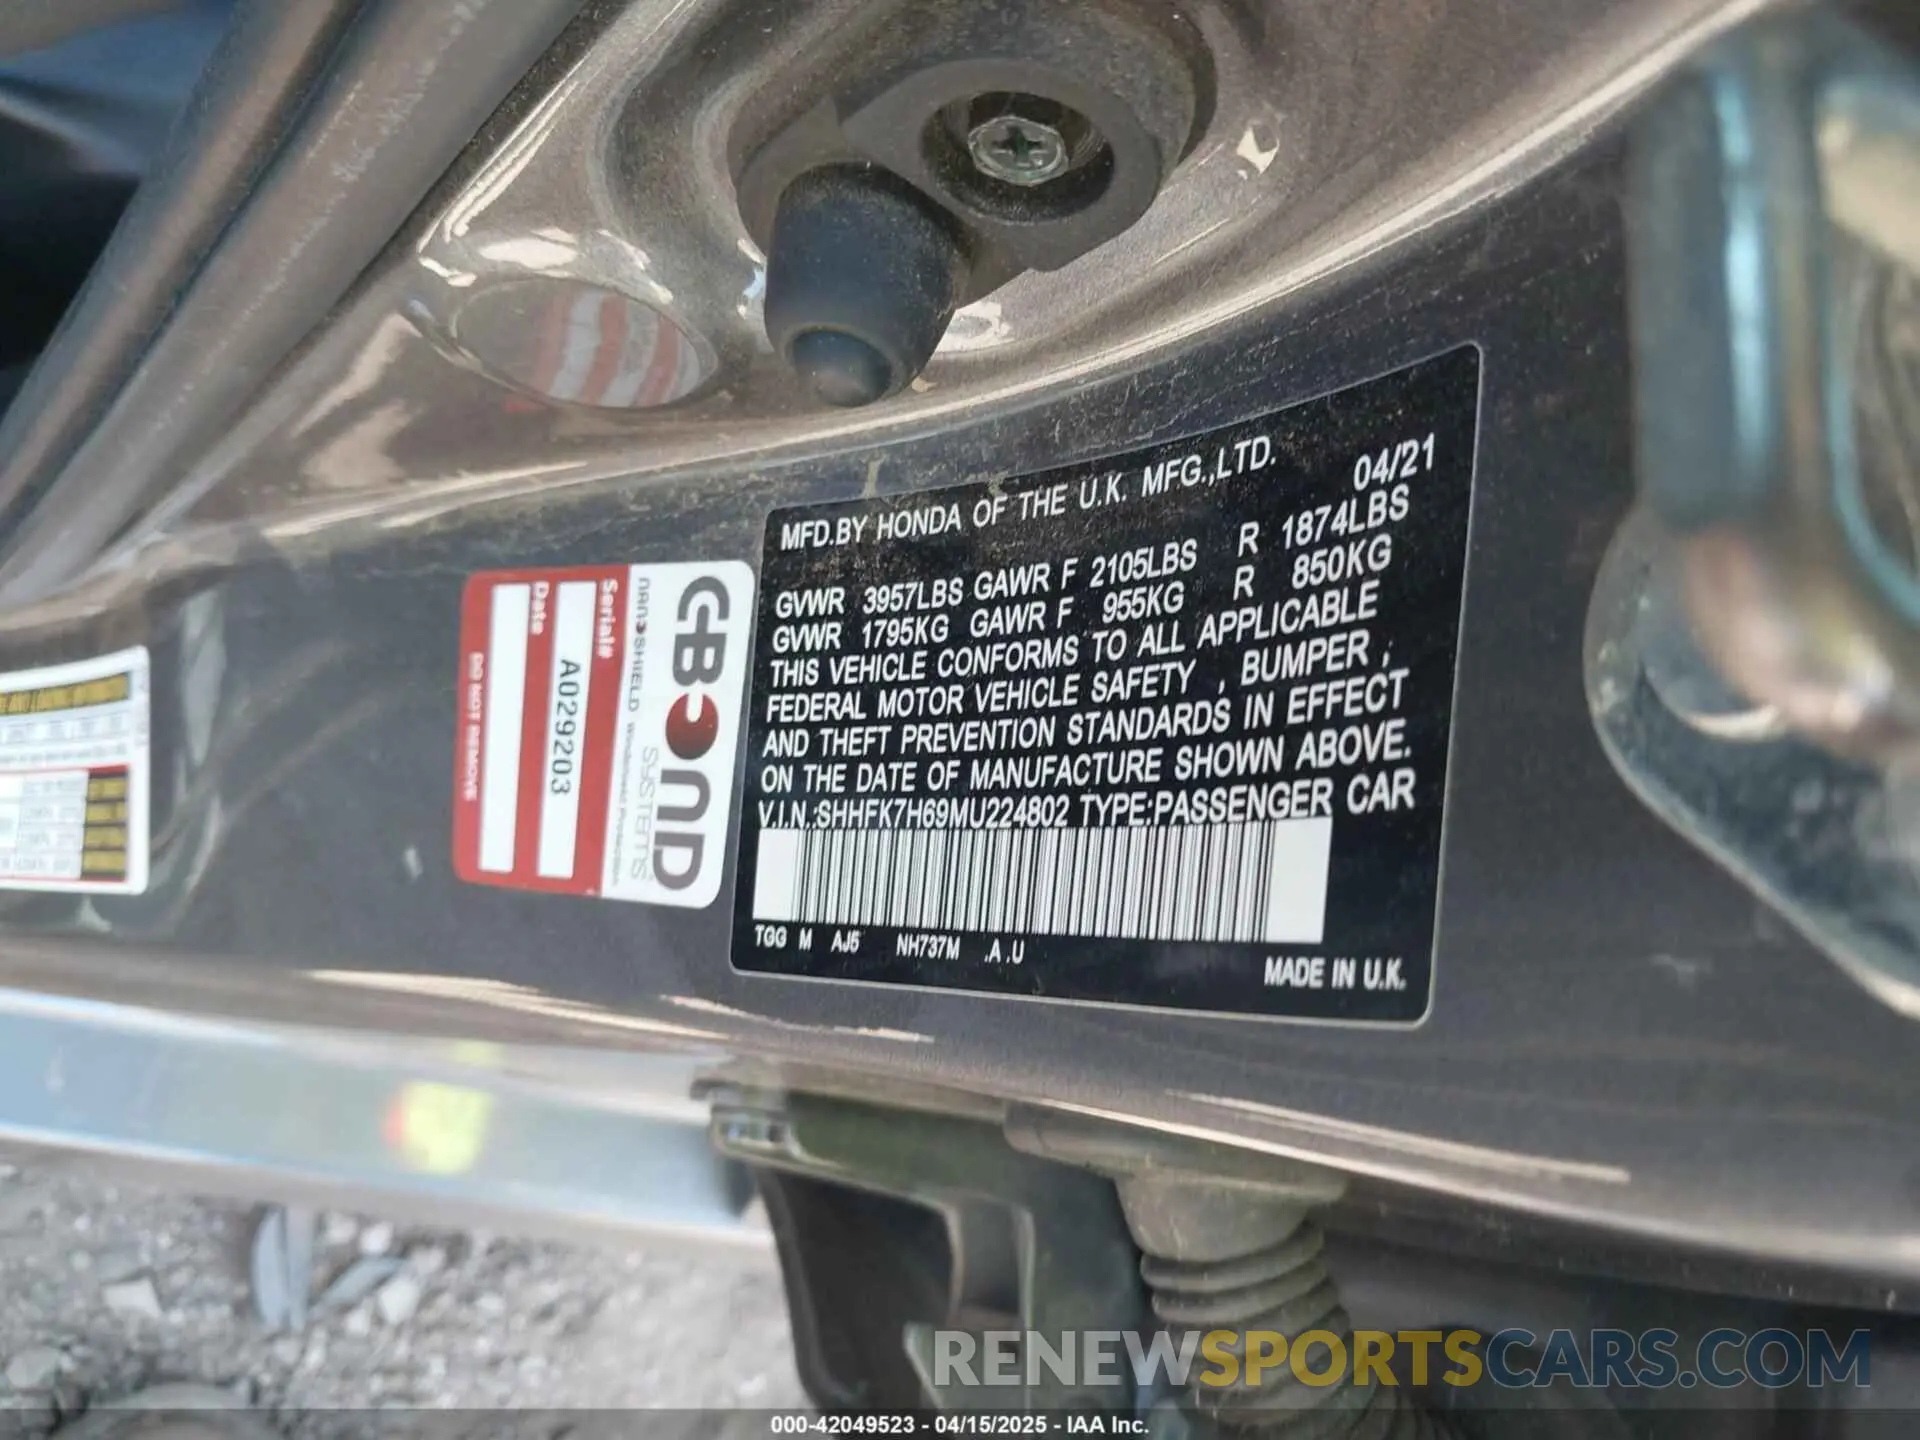 MFD.BY HONDA OF THE U.K. MFG.,LTD. 04/21
GVWR 3957LBS GAWR F 2105LBS R 1874LBS
GVWR 1795KG GAWR F 955KG R 850KG
THIS VEHICLE CONFORMS TO ALL APPLICABLE
FEDERAL MOTOR VEHICLE SAFETY , BUMPER ,
AND THEFT PREVENTION STANDARDS IN EFFECT
ON THE DATE OF MANUFACTURE SHOWN ABOVE.
V.I.N.:SHHFK7H69MU224802 TYPE:PASSENGER CAR
TGG M AJ5 NH737M .A .U
MADE IN U.K.
GBOND
SYSTEMS
NANOSHIELD Windshield Protection
Serial#
A029203
Date
DO NOT REMOVE
RENEWSPORTSCARS.COM
000-42049523 - 04/15/2025 - IAA Inc.